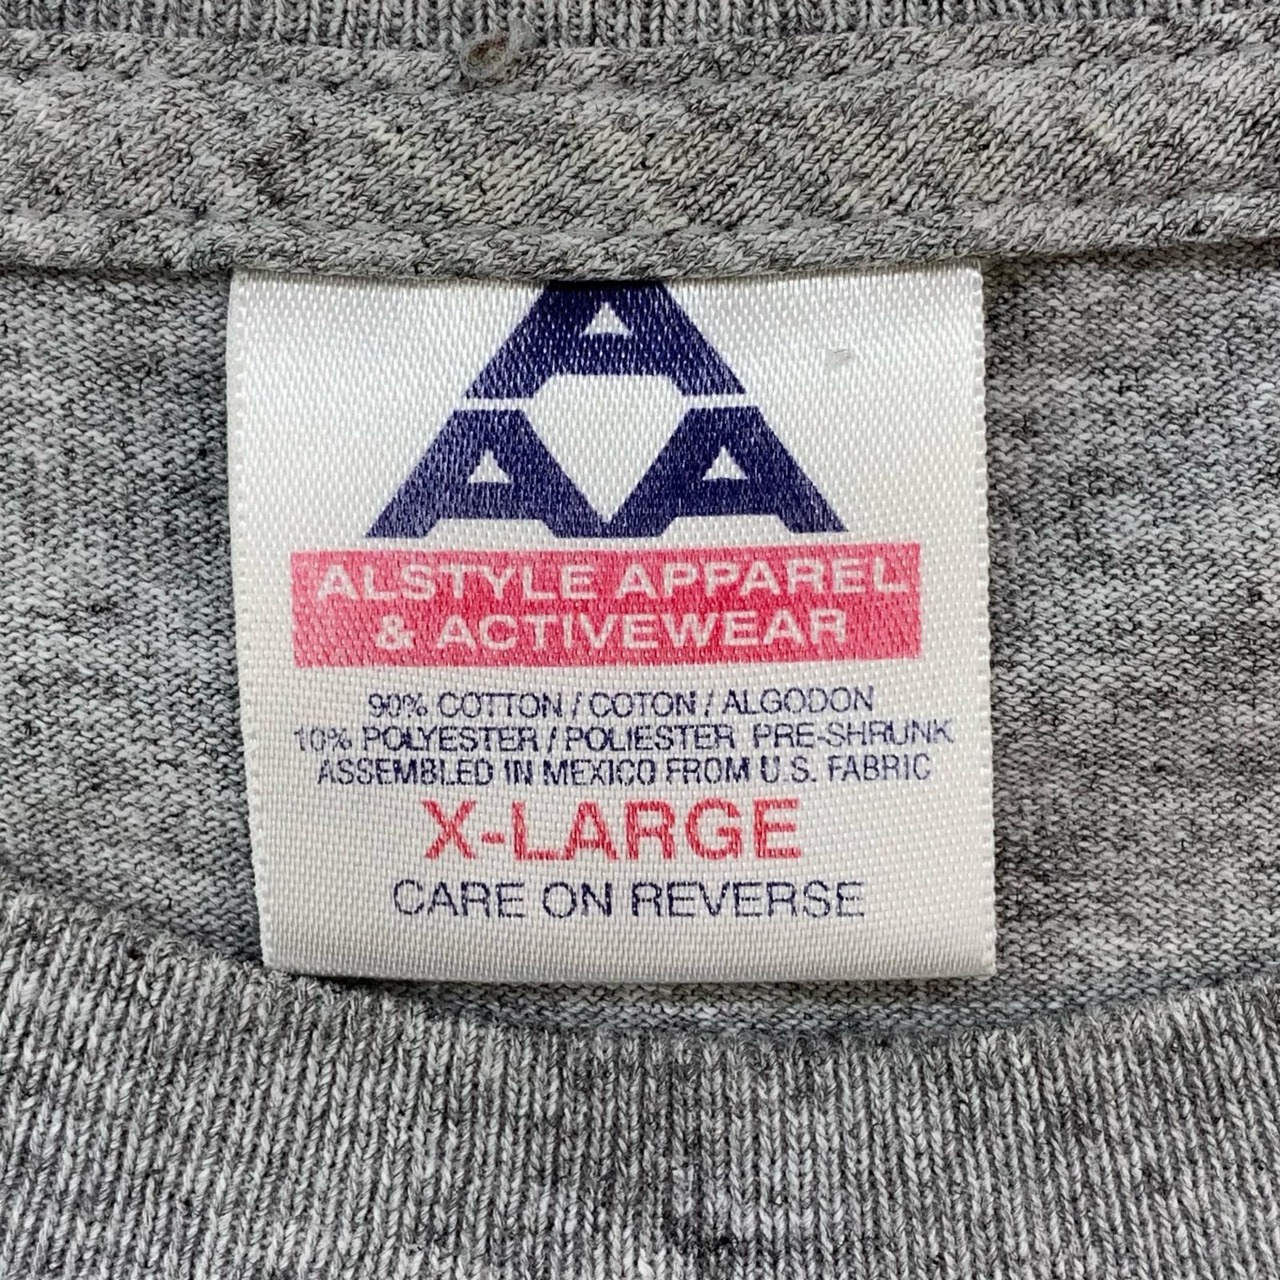 A
AA
ALSTYLE APPAREL
& ACTIVEWEAR
90% COTTON / COTON / ALGODON
10% POLYESTER / POLIESTER PRE-SHRUNK
ASSEMBLED IN MEXICO FROM U.S. FABRIC
X-LARGE
CARE ON REVERSE